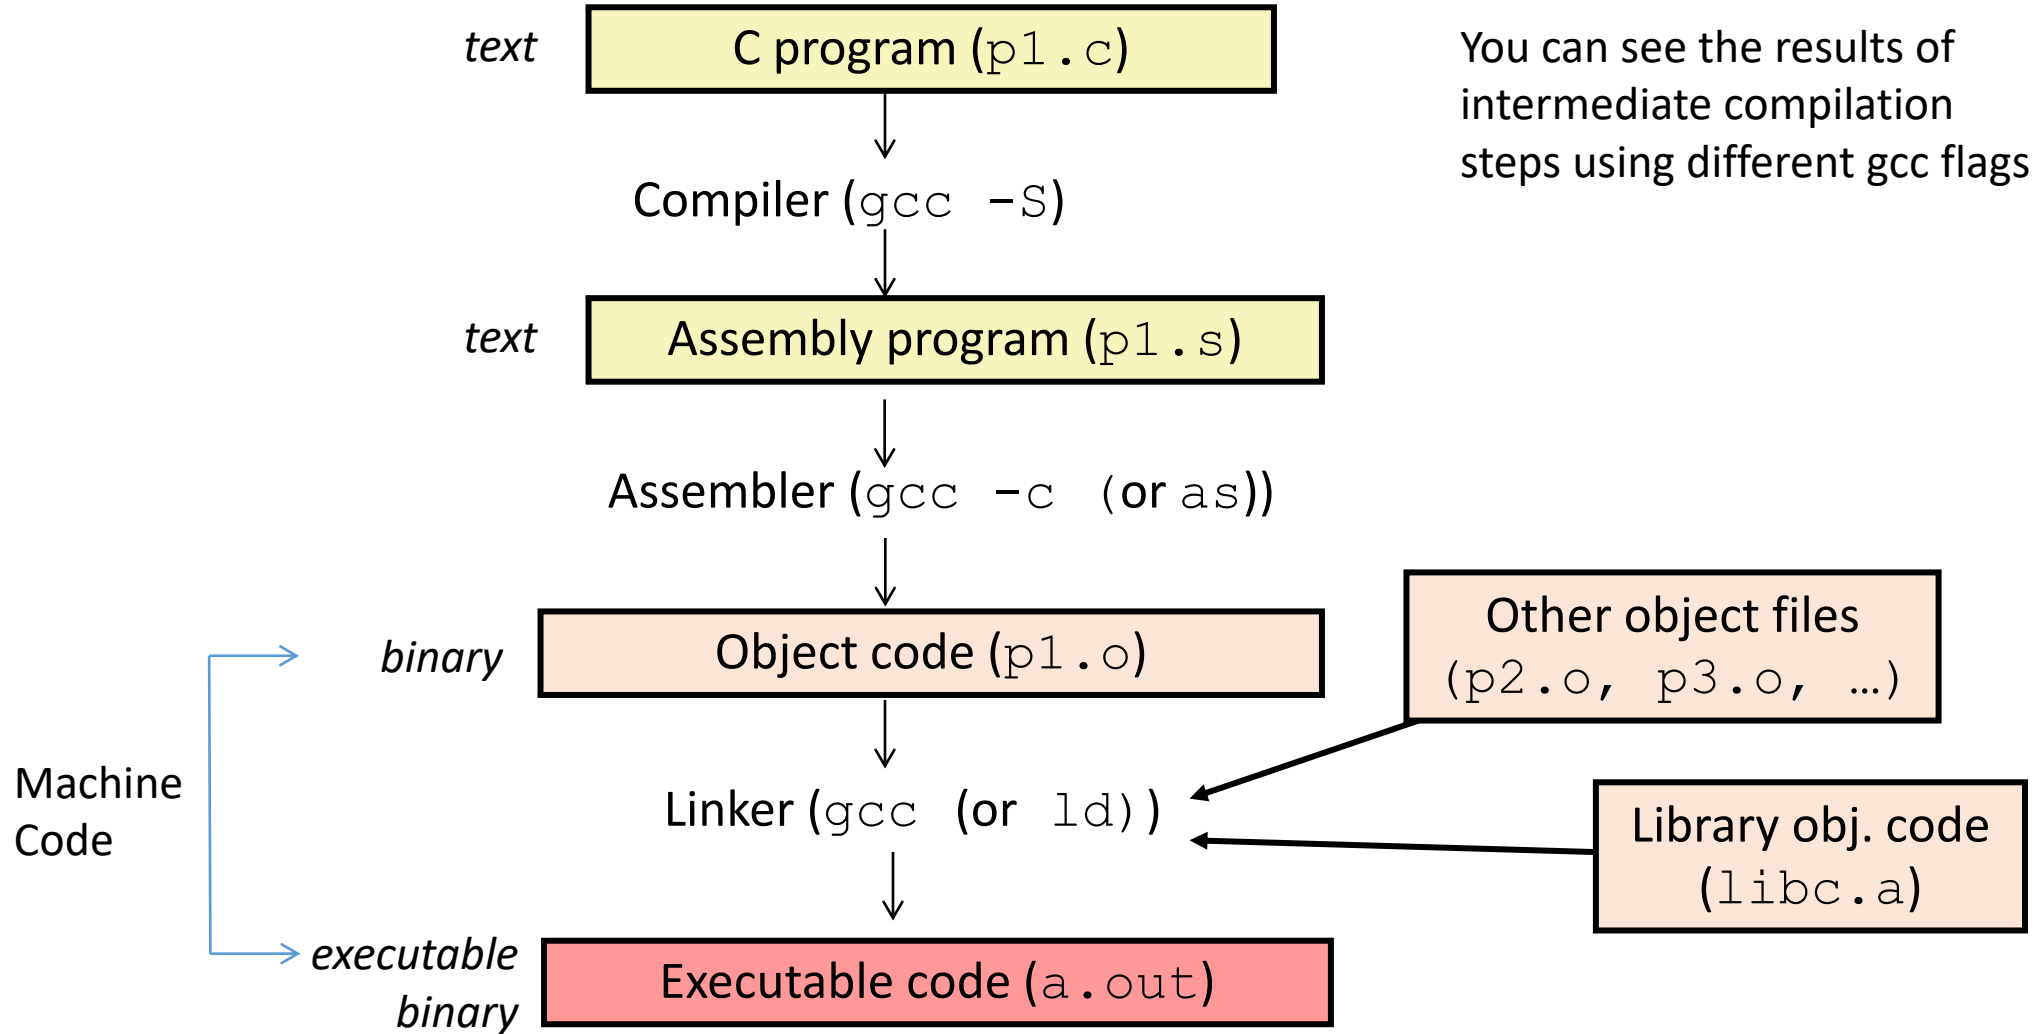 text
C program (p1.c)
You can see the results of
intermediate compilation
steps using different gcc flags
Compiler (gcc -S)
text
Assembly program (p1.s)
Assembler (gcc -c (or as))
binary
Object code (p1.o)
Other object files
(p2.o, p3.o, …)
Machine
Code
Linker (gcc (or ld))
Library obj. code
(libc.a)
executable
binary
Executable code (a.out)